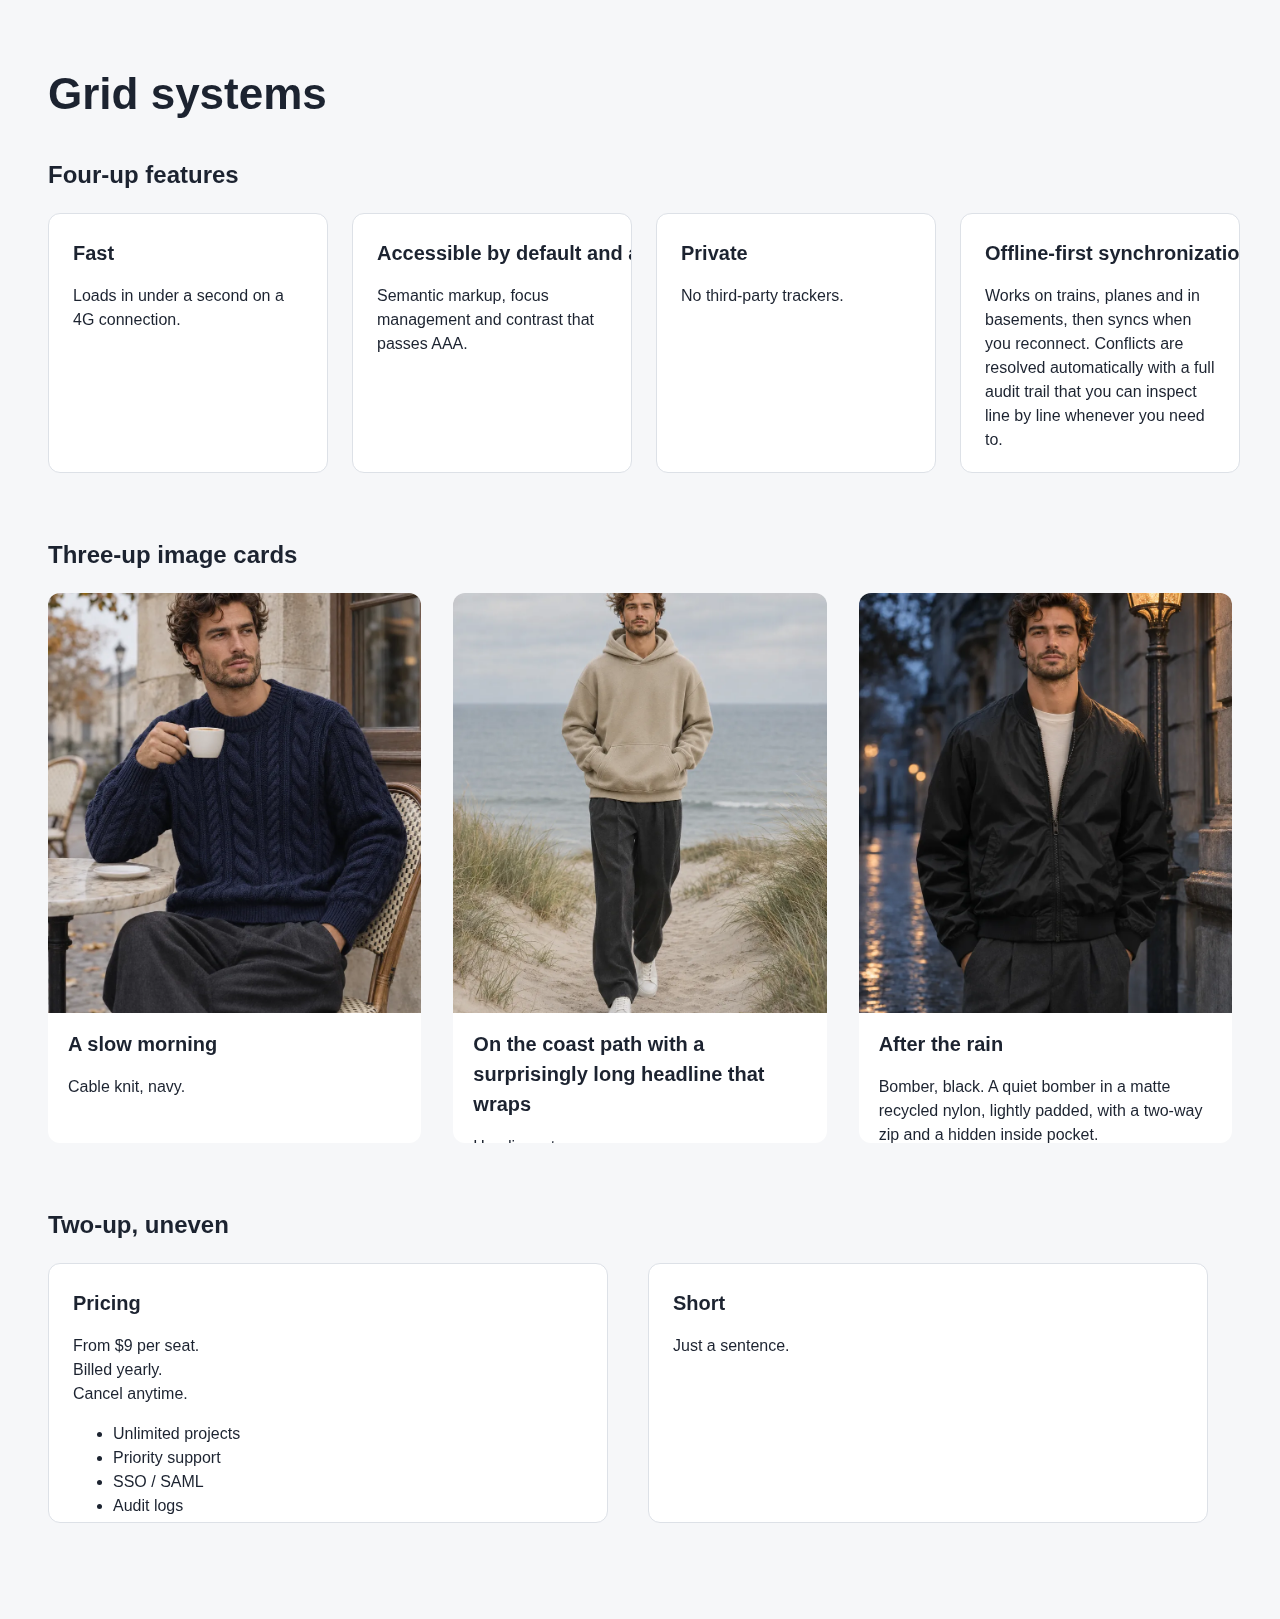 Grid systems
Four-up features
Fast
Loads in under a second on a
4G connection.
Accessible by default and
Semantic markup, focus
management and contrast that
passes AAA.
Private
No third-party trackers.
Offline-first synchronizatio
Works on trains, planes and in
basements, then syncs when
you reconnect. Conflicts are
resolved automatically with a full
audit trail that you can inspect
line by line whenever you need
to.
Three-up image cards
A slow morning
Cable knit, navy.
On the coast path with a
surprisingly long headline that
wraps
After the rain
Bomber, black. A quiet bomber in a matte
recycled nylon, lightly padded, with a two-way
zip and a hidden inside pocket.
Two-up, uneven
Pricing
From $9 per seat.
Billed yearly.
Cancel anytime.
• Unlimited projects
• Priority support
• SSO / SAML
• Audit logs
Short
Just a sentence.